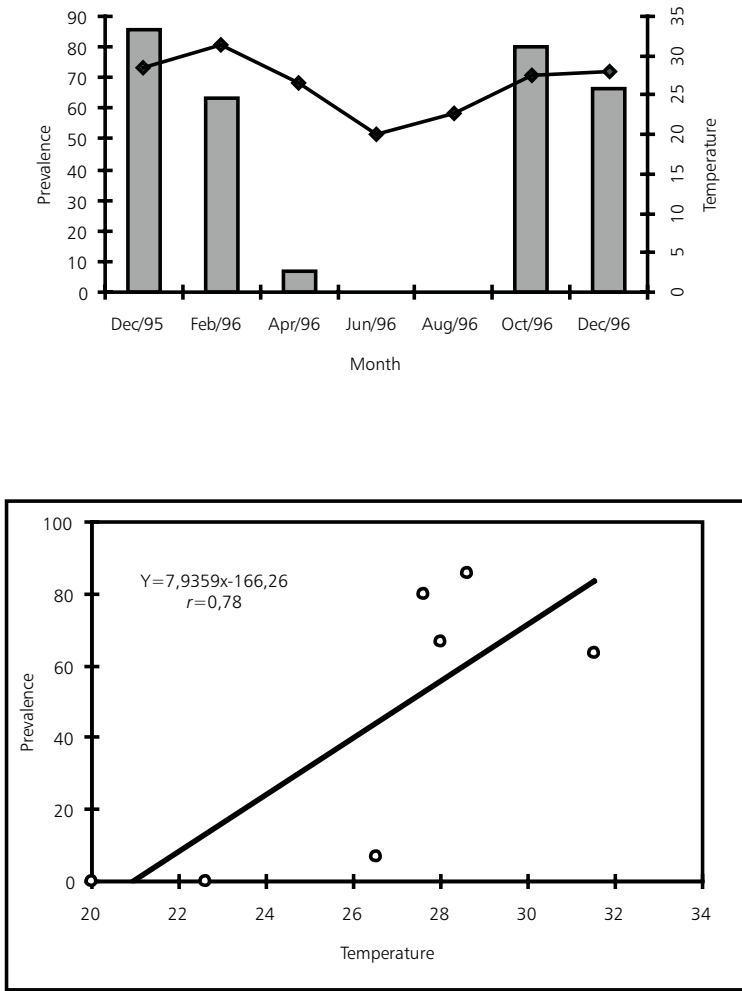 90
80
70
60
50
40
30
20
10
0
Prevalence
35
30
25
20
15
10
5
0
Temperature
Dec/95 Feb/96 Apr/96 Jun/96 Aug/96 Oct/96 Dec/96
Month
100
80
60
40
20
0
Prevalence
Y=7,9359x-166,26
r=0,78
20 22 24 26 28 30 32 34
Temperature